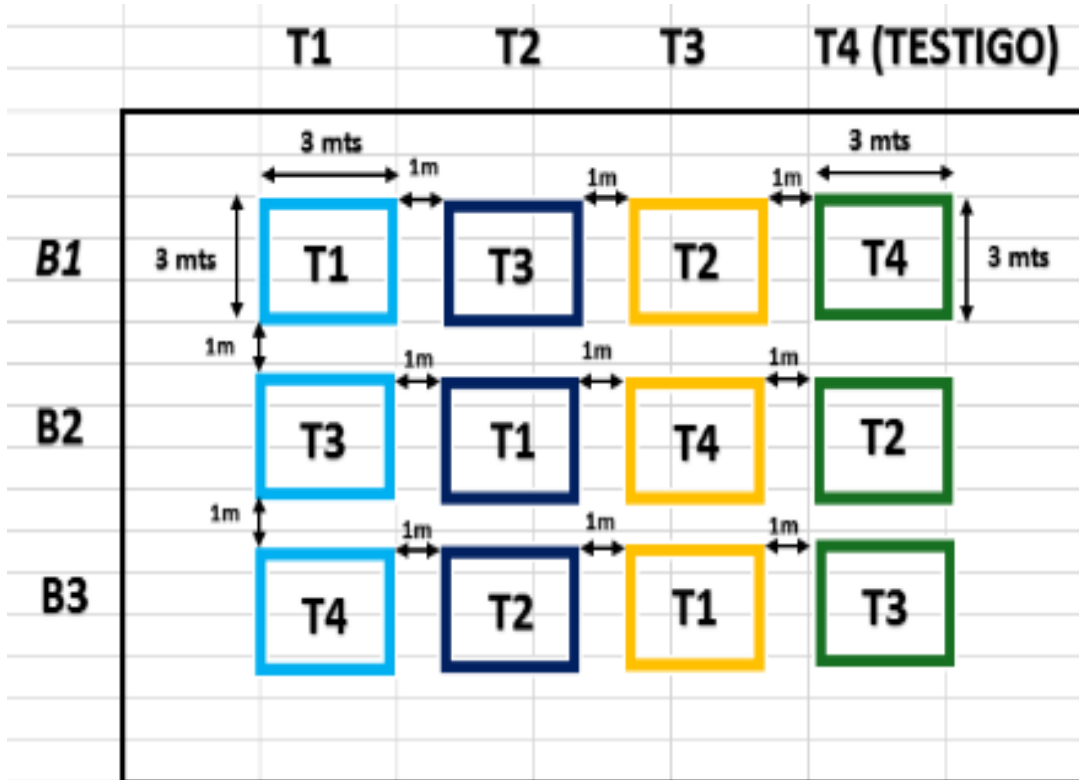 T1 T2 T3 T4 (TESTIGO)
3 mts 3 mts
1m 1m 1m
B1 3 mts T1 T3 T2 T4 3 mts
1m 1m 1m 1m
B2 T3 T1 T4 T2
1m 1m 1m 1m
B3 T4 T2 T1 T3